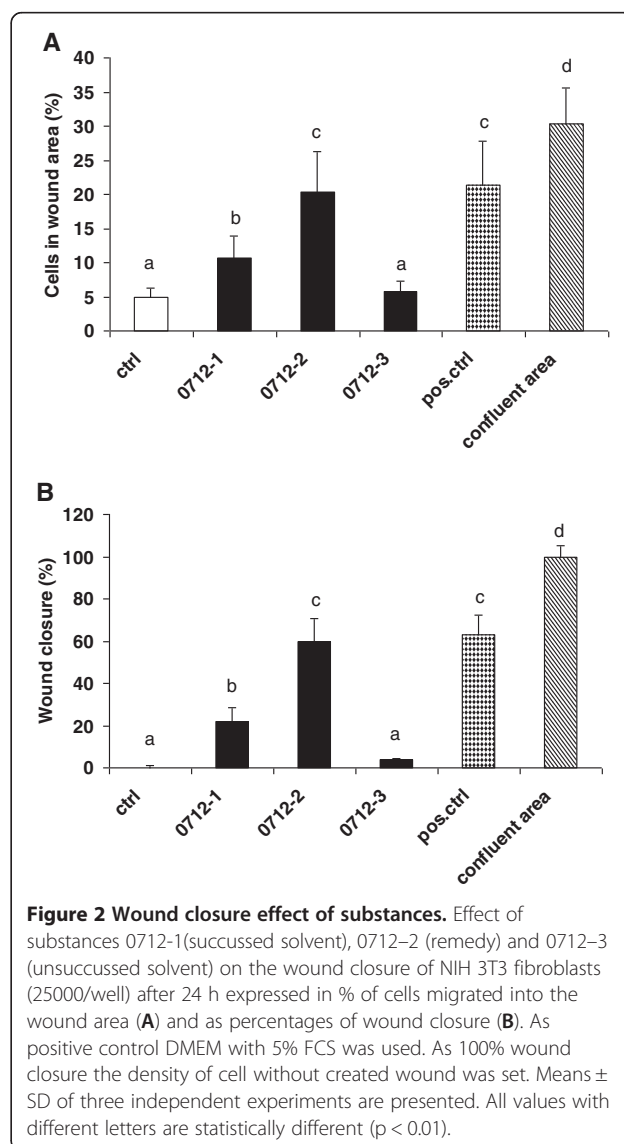 A
Cells in wound area (%)
40
35
30
25
20
15
10
5
0
a
b
c
a
c
d
ctrl
0712-1
0712-2
0712-3
pos.ctrl
confluent area
B
Wound closure (%)
120
100
80
60
40
20
0
a
b
c
a
c
d
ctrl
0712-1
0712-2
0712-3
pos.ctrl
confluent area
Figure 2 Wound closure effect of substances. Effect of
substances 0712-1(succussed solvent), 0712–2 (remedy) and 0712–3
(unsuccussed solvent) on the wound closure of NIH 3T3 fibroblasts
(25000/well) after 24 h expressed in % of cells migrated into the
wound area (A) and as percentages of wound closure (B). As
positive control DMEM with 5% FCS was used. As 100% wound
closure the density of cell without created wound was set. Means ±
SD of three independent experiments are presented. All values with
different letters are statistically different (p < 0.01).